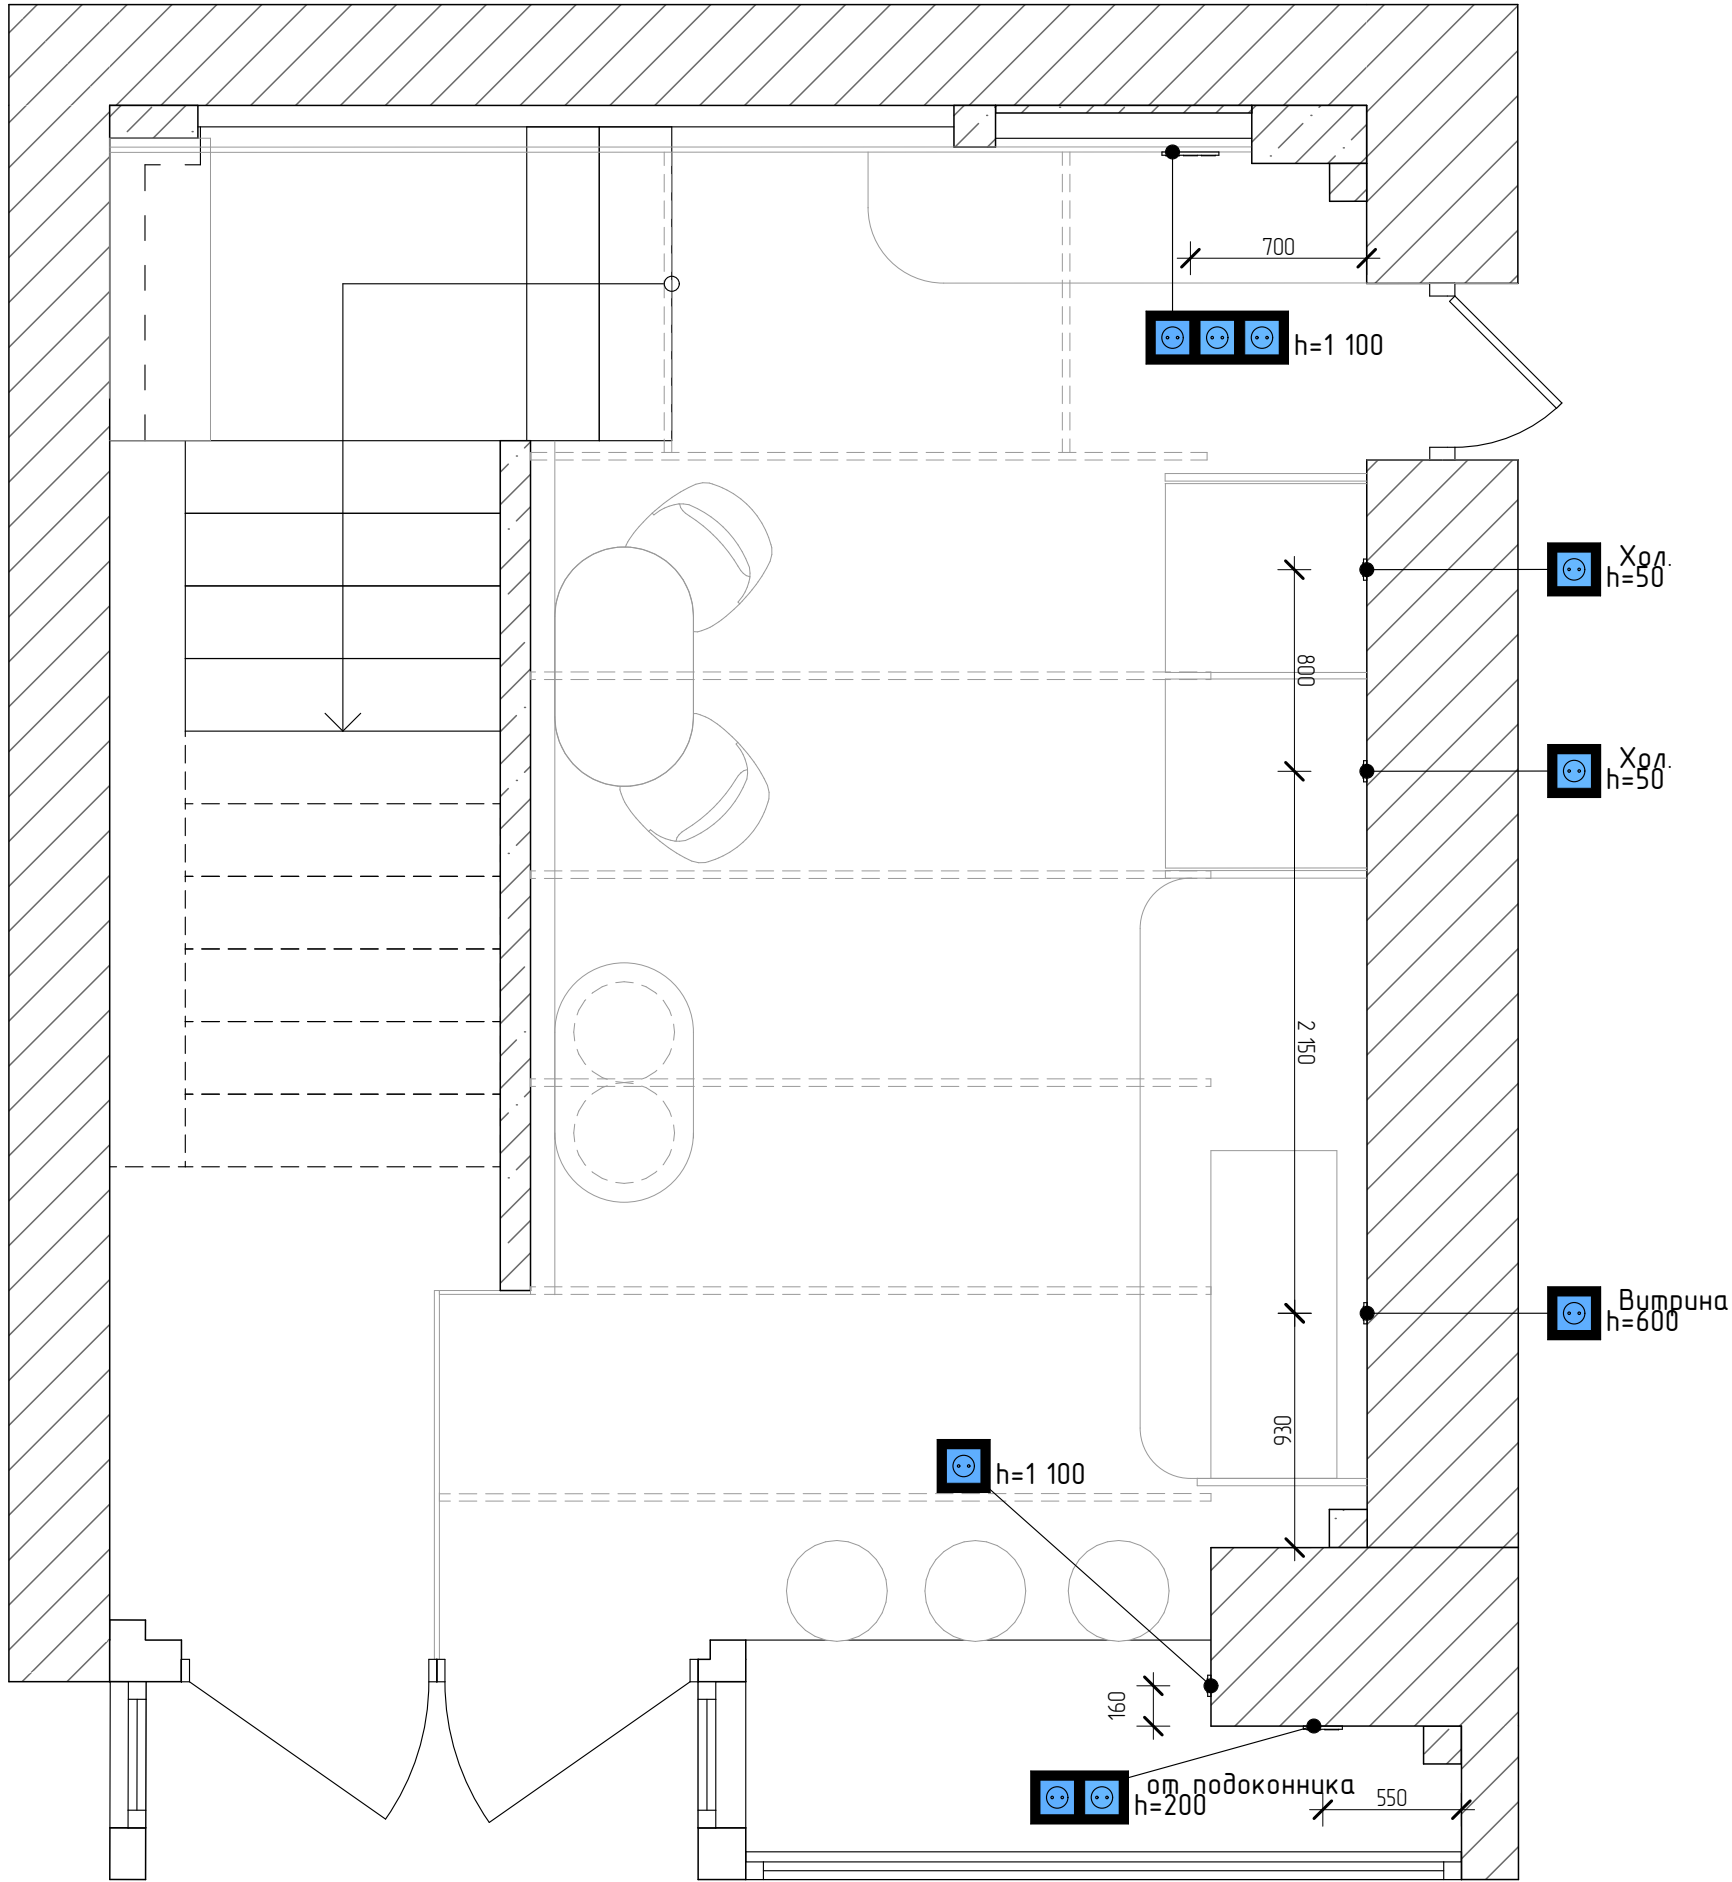 700
h=1 100
Хол.
h=50
800
Хол.
h=50
2 150
Витрина
h=600
930
h=1 100
160
от подоконника
h=200
550